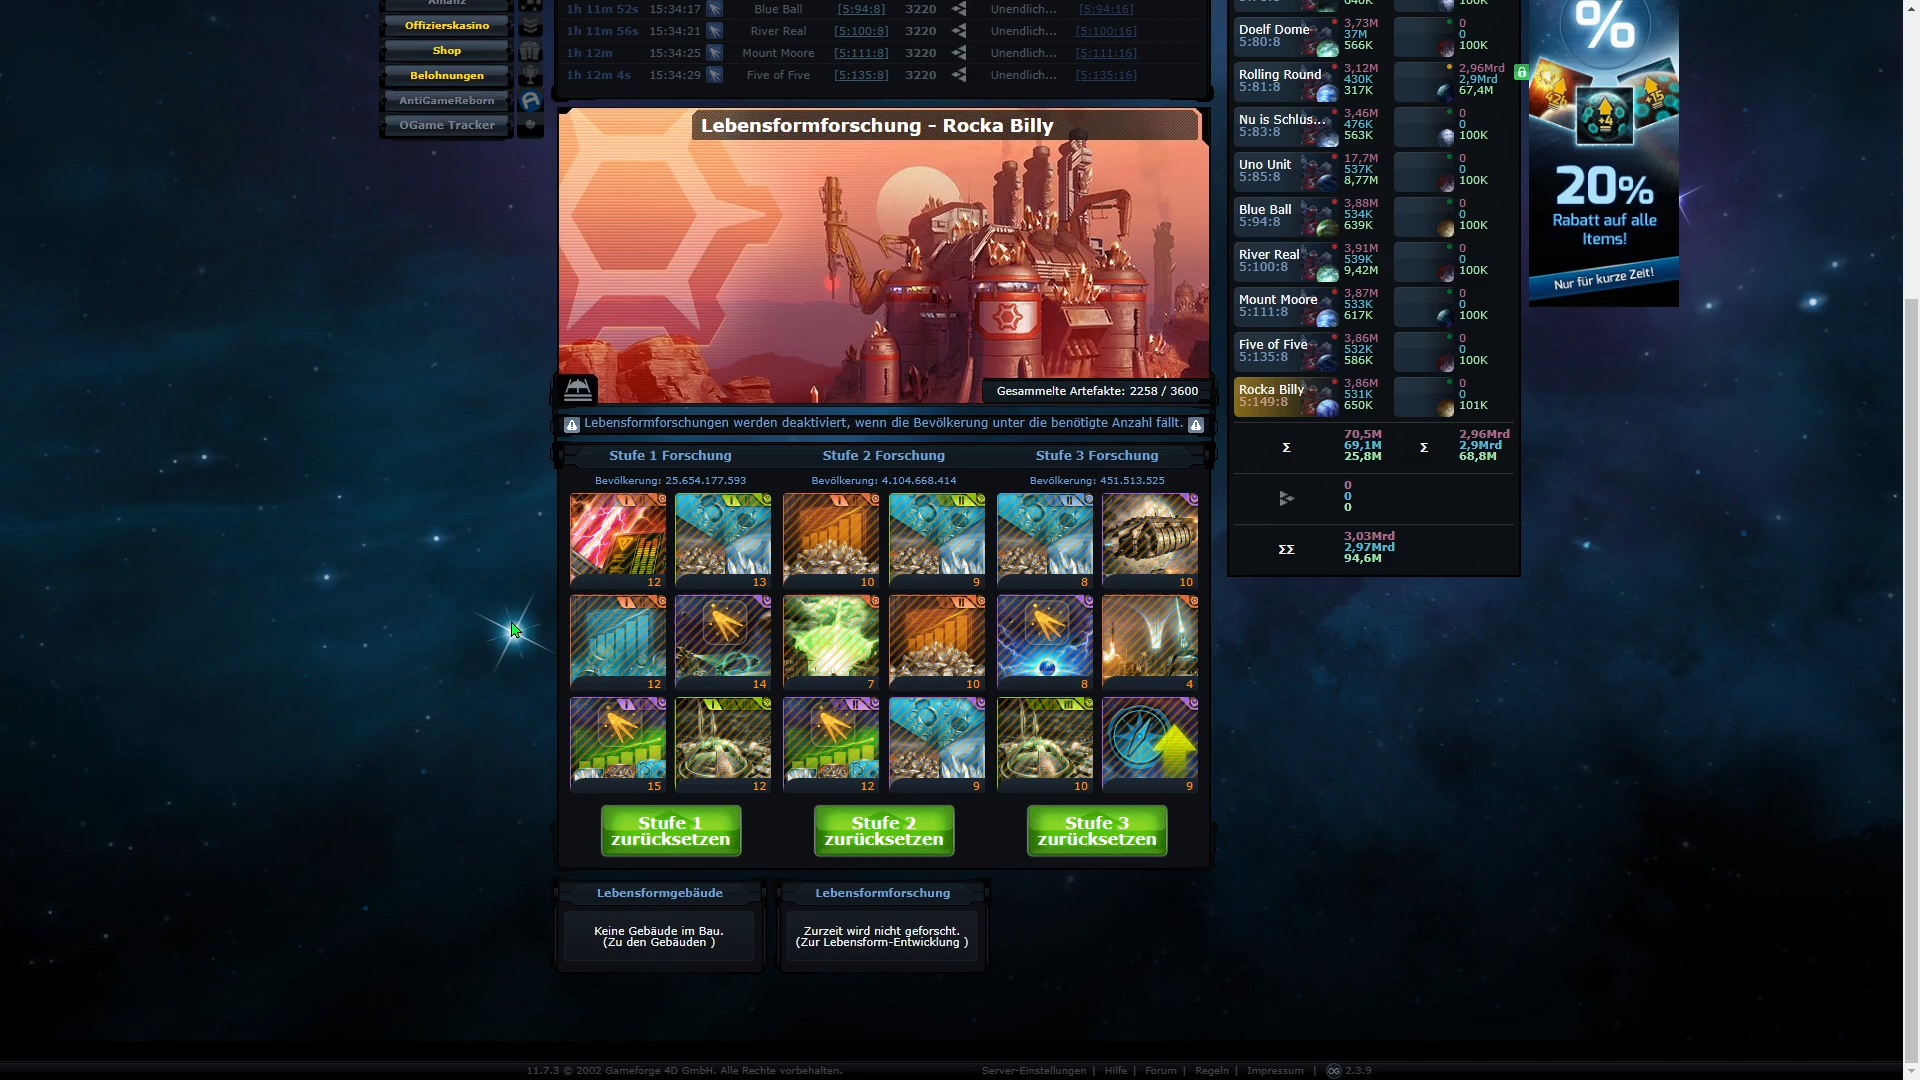 Allianz
Offizierskasino
Shop
Belohnungen
AntiGameReborn
OGame Tracker
1h 11m 52s 15:34:17 Blue Ball [5:94:8] 3220 Unendlich... [5:94:16]
1h 11m 56s 15:34:21 River Real [5:100:8] 3220 Unendlich... [5:100:16]
1h 12m 15:34:25 Mount Moore [5:111:8] 3220 Unendlich... [5:111:16]
1h 12m 4s 15:34:29 Five of Five [5:135:8] 3220 Unendlich... [5:135:16]
Lebensformforschung - Rocka Billy
Gesammelte Artefakte: 2258 / 3600
Lebensformforschungen werden deaktiviert, wenn die Bevölkerung unter die benötigte Anzahl fällt.
Stufe 1 Forschung
Stufe 2 Forschung
Stufe 3 Forschung
Bevölkerung: 25.654.177.593
Bevölkerung: 4.104.668.414
Bevölkerung: 451.513.525
12 13 10 9 8 10
12 14 7 10 8 4
15 12 12 9 10 9
Stufe 1
zurücksetzen
Stufe 2
zurücksetzen
Stufe 3
zurücksetzen
Lebensformgebäude
Keine Gebäude im Bau.
(Zu den Gebäuden )
Lebensformforschung
Zurzeit wird nicht geforscht.
(Zur Lebensform-Entwicklung )
640K 100K
Doelf Dome 3,73M 0
5:80:8 37M 0
566K 100K
Rolling Round 3,12M 2,96Mrd
5:81:8 430K 2,9Mrd
317K 67,4M
Nu is Schlus... 3,46M 0
5:83:8 476K 0
563K 100K
Uno Unit 17,7M 0
5:85:8 537K 0
8,77M 100K
Blue Ball 3,88M 0
5:94:8 534K 0
639K 100K
River Real 3,91M 0
5:100:8 539K 0
9,42M 100K
Mount Moore 3,87M 0
5:111:8 533K 0
617K 100K
Five of Five 3,86M 0
5:135:8 532K 0
586K 100K
Rocka Billy 3,86M 0
5:149:8 531K 0
650K 101K
70,5M 2,96Mrd
Σ 69,1M Σ 2,9Mrd
25,8M 68,8M
0
0
0
3,03Mrd
ΣΣ 2,97Mrd
94,6M
%
+4
+15
20%
Rabatt auf alle
Items!
Nur für kurze Zeit!
11.7.3 © 2002 Gameforge 4D GmbH. Alle Rechte vorbehalten.
Server-Einstellungen | Hilfe | Forum | Regeln | Impressum | OG 2.3.9